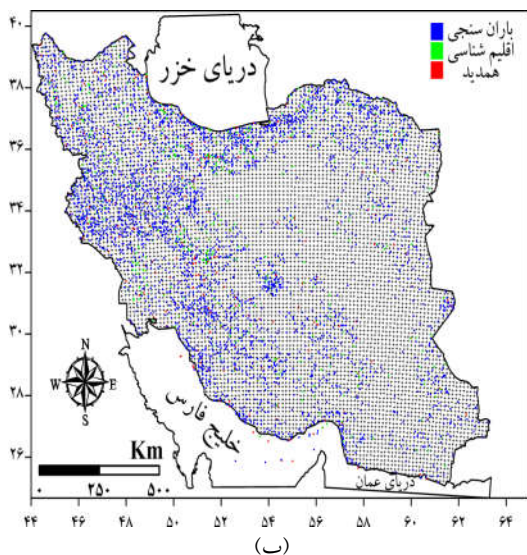 باران سنجی
اقلیم شناسی
همدید
دریای خزر
۴۰
۳۸
۳۶
۳۴
۳۲
۳۰
۲۸
۲۶
N
W E
S
خلیج فارس
Km
۰ ۲۵۰ ۵۰۰
دریای عمان
۴۴ ۴۶ ۴۸ ۵۰ ۵۲ ۵۴ ۵۶ ۵۸ ۶۰ ۶۲ ۶۴
(ب)